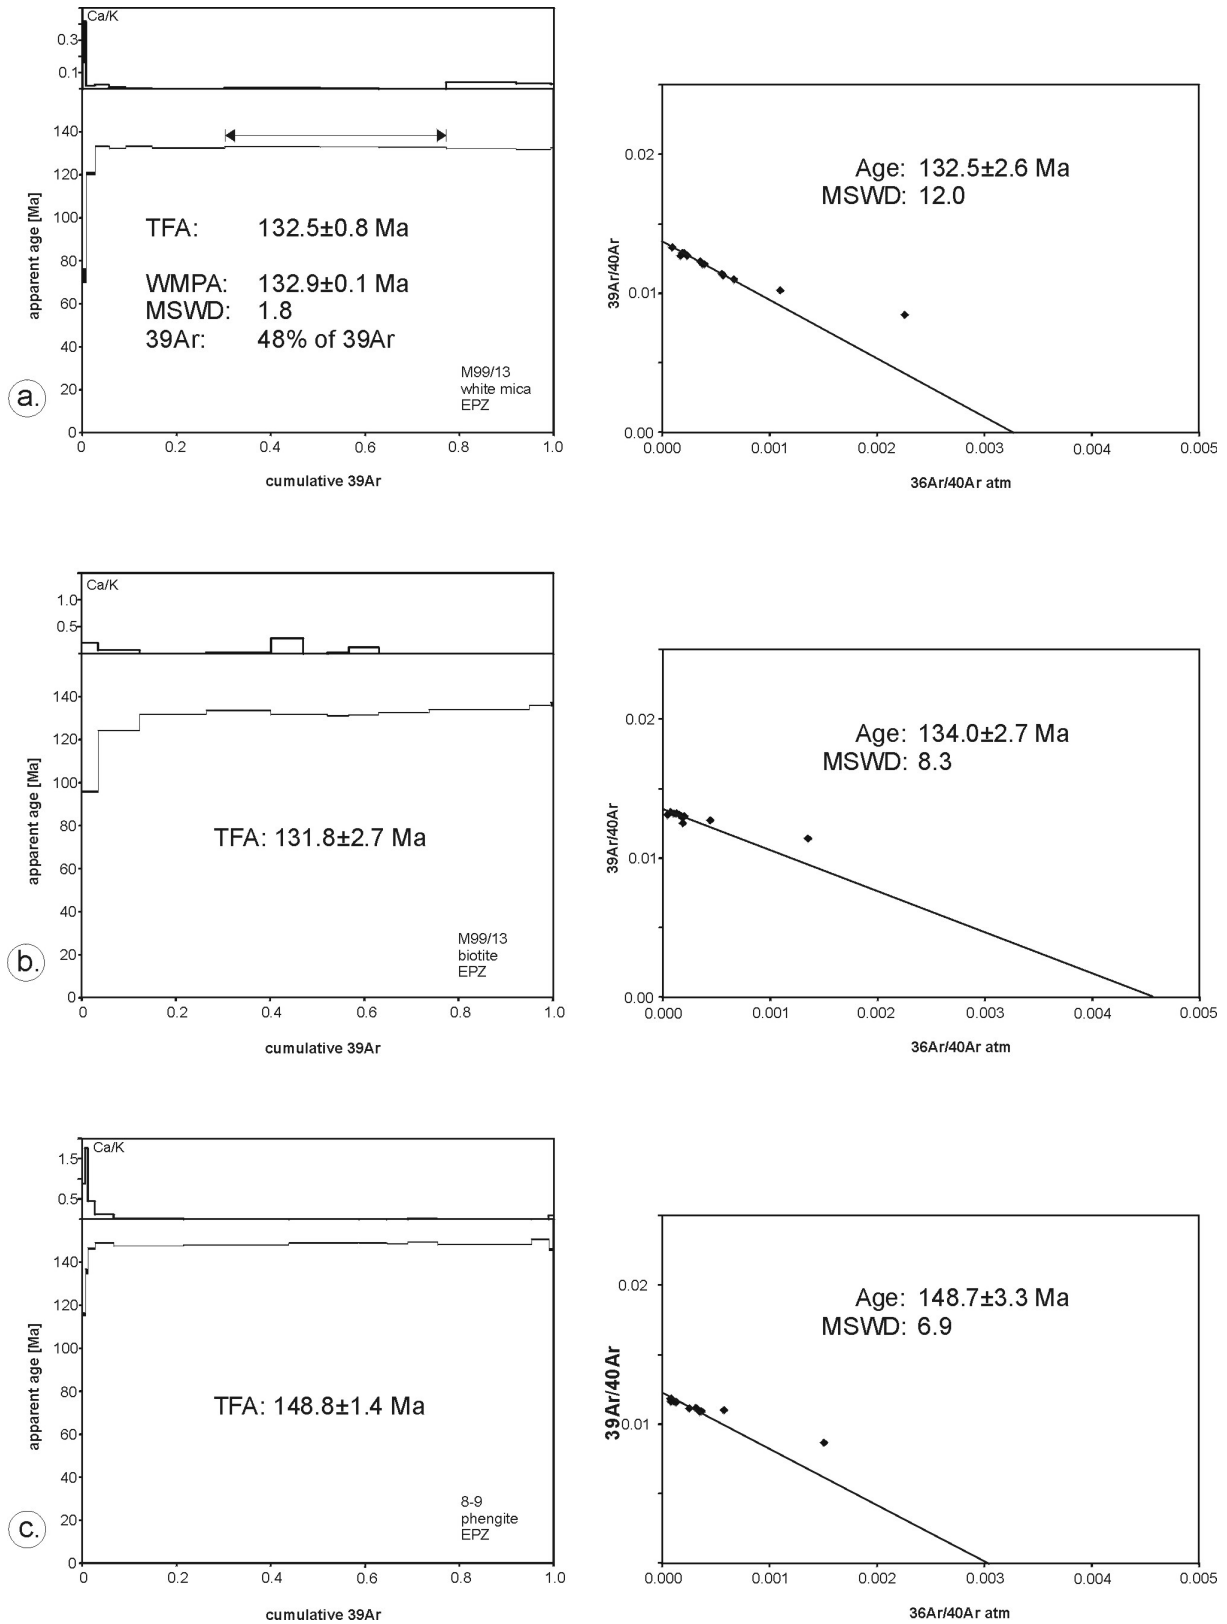 Ca/K
0.3
0.1
140
120
100
80
60
40
20
0
apparent age [Ma]
TFA: 132.5±0.8 Ma
WMPA: 132.9±0.1 Ma
MSWD: 1.8
39Ar: 48% of 39Ar
M99/13
white mica
EPZ
a.
0 0.2 0.4 0.6 0.8 1.0
cumulative 39Ar
0.02
0.01
0.00
39Ar/40Ar
Age: 132.5±2.6 Ma
MSWD: 12.0
0.000 0.001 0.002 0.003 0.004 0.005
36Ar/40Ar atm
Ca/K
1.0
0.5
140
120
100
80
60
40
20
0
apparent age [Ma]
TFA: 131.8±2.7 Ma
M99/13
biotite
EPZ
b.
0 0.2 0.4 0.6 0.8 1.0
cumulative 39Ar
0.02
0.01
0.00
39Ar/40Ar
Age: 134.0±2.7 Ma
MSWD: 8.3
0.000 0.001 0.002 0.003 0.004 0.005
36Ar/40Ar atm
Ca/K
1.5
0.5
140
120
100
80
60
40
20
0
apparent age [Ma]
TFA: 148.8±1.4 Ma
8-9
phengite
EPZ
c.
0 0.2 0.4 0.6 0.8 1.0
cumulative 39Ar
0.02
0.01
39Ar/40Ar
Age: 148.7±3.3 Ma
MSWD: 6.9
0.000 0.001 0.002 0.003 0.004 0.005
36Ar/40Ar atm